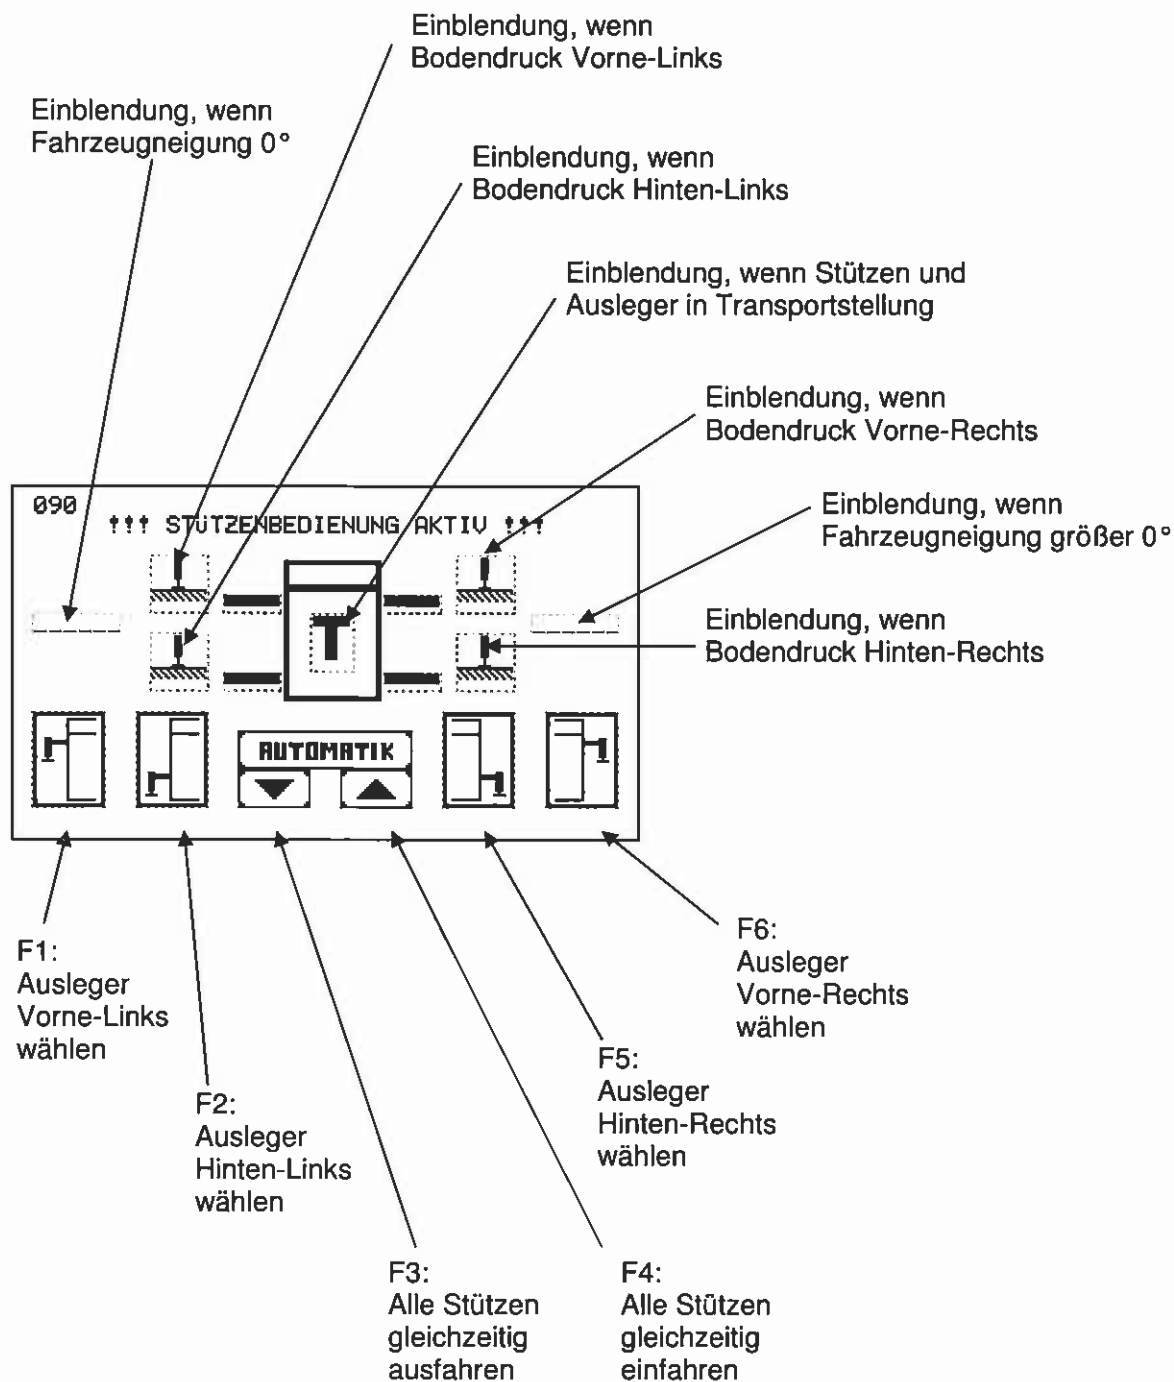 Einblendung, wenn
Bodendruck Vorne-Links
Einblendung, wenn
Fahrzeugneigung 0°
Einblendung, wenn
Bodendruck Hinten-Links
Einblendung, wenn Stützen und
Ausleger in Transportstellung
Einblendung, wenn
Bodendruck Vorne-Rechts
Einblendung, wenn
Fahrzeugneigung größer 0°
Einblendung, wenn
Bodendruck Hinten-Rechts
090
!!! STÜTZENBEDIENUNG AKTIV !!!
T
AUTOMATIK
F1:
Ausleger
Vorne-Links
wählen
F2:
Ausleger
Hinten-Links
wählen
F3:
Alle Stützen
gleichzeitig
ausfahren
F4:
Alle Stützen
gleichzeitig
einfahren
F5:
Ausleger
Hinten-Rechts
wählen
F6:
Ausleger
Vorne-Rechts
wählen